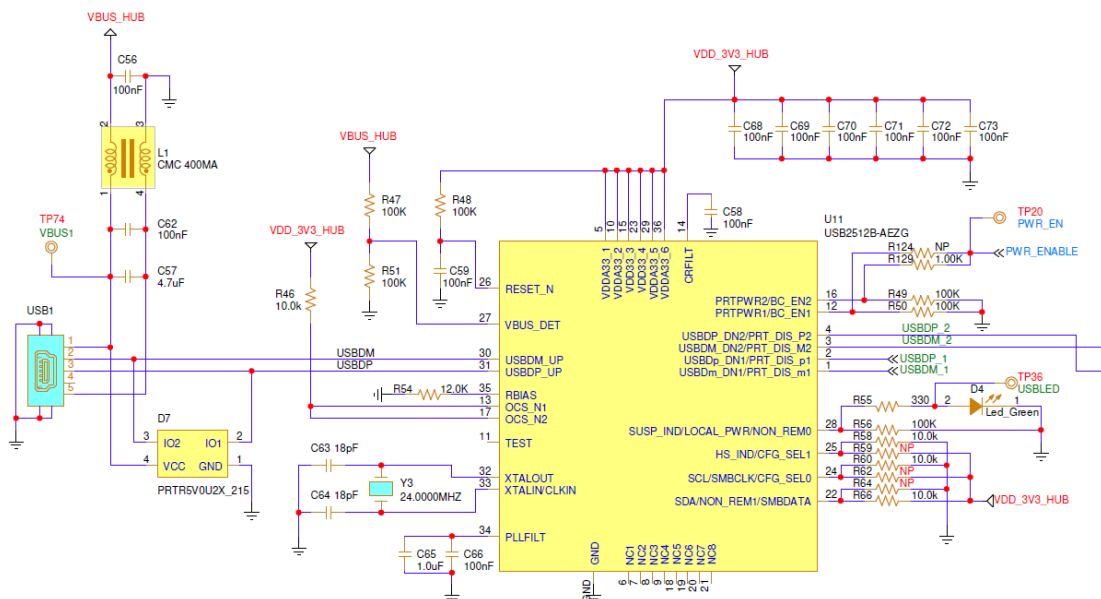 VBUS_HUB
C56
100nF
2
3
L1
CMC 400MA
1
4
TP74
VBUS1
C62
100nF
C57
4.7uF
USB1
1
2
3
4
5
USBDM
USBDP
D7
3
IO2
IO1
2
4
VCC
GND
1
PRTR5V0U2X_215
VBUS_HUB
R47
100K
R48
100K
VDD_3V3_HUB
R51
100K
C59
100nF
R46
10.0k
R54
12.0K
C63 18pF
C64 18pF
Y3
24.0000MHZ
C65
1.0uF
C66
100nF
VDD_3V3_HUB
C68
100nF
C69
100nF
C70
100nF
C71
100nF
C72
100nF
C73
100nF
C58
100nF
U11
USB2512B-AEZG
5
10
15
23
29
36
14
VDDA33_1
VDDA33_2
VDD33_3
VDD33_4
VDDA33_5
VDDA33_6
CRFILT
26
RESET_N
27
VBUS_DET
30
USBDM_UP
31
USBDP_UP
35
RBIAS
13
OCS_N1
17
OCS_N2
11
TEST
32
XTALOUT
33
XTALIN/CLKIN
34
PLLFILT
GND
GND
NC1
NC2
NC3
NC4
NC5
NC6
NC7
NC8
6
7
8
9
18
19
20
21
PRTPWR2/BC_EN2
16
PRTPWR1/BC_EN1
12
USBDP_DN2/PRT_DIS_P2
4
USBDM_DN2/PRT_DIS_M2
3
USBDp_DN1/PRT_DIS_p1
2
USBDm_DN1/PRT_DIS_m1
1
SUSP_IND/LOCAL_PWR/NON_REM0
28
HS_IND/CFG_SEL1
25
SCL/SMBCLK/CFG_SEL0
24
SDA/NON_REM1/SMBDATA
22
R124
NP
R129
1.00K
TP20
PWR_EN
PWR_ENABLE
R49
100K
R50
100K
USBDP_2
USBDM_2
USBDP_1
USBDM_1
TP36
USBLED
R55
330
2
D4
1
Led_Green
R56
100K
R58
10.0k
R59
NP
R60
10.0k
R62
NP
R64
NP
R66
10.0k
VDD_3V3_HUB